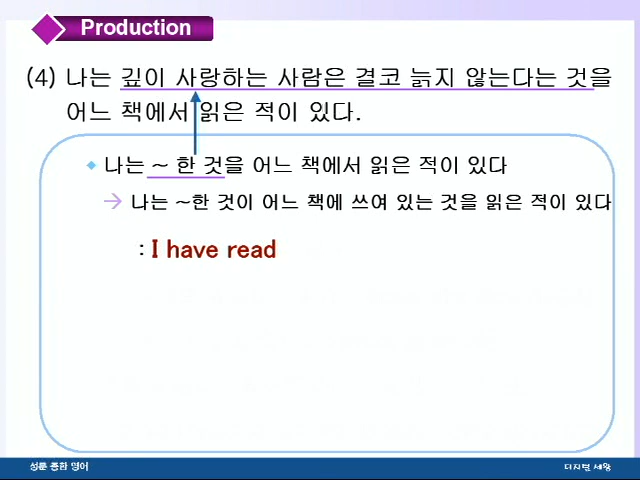 Production
(4) 나는 깊이 사랑하는 사람은 결코 늙지 않는다는 것을
어느 책에서 읽은 적이 있다.
나는 ~ 한 것을 어느 책에서 읽은 적이 있다
→ 나는 ~한 것이 어느 책에 쓰여 있는 것을 읽은 적이 있다
: I have read
성문 종합 영어
디지털 세왕